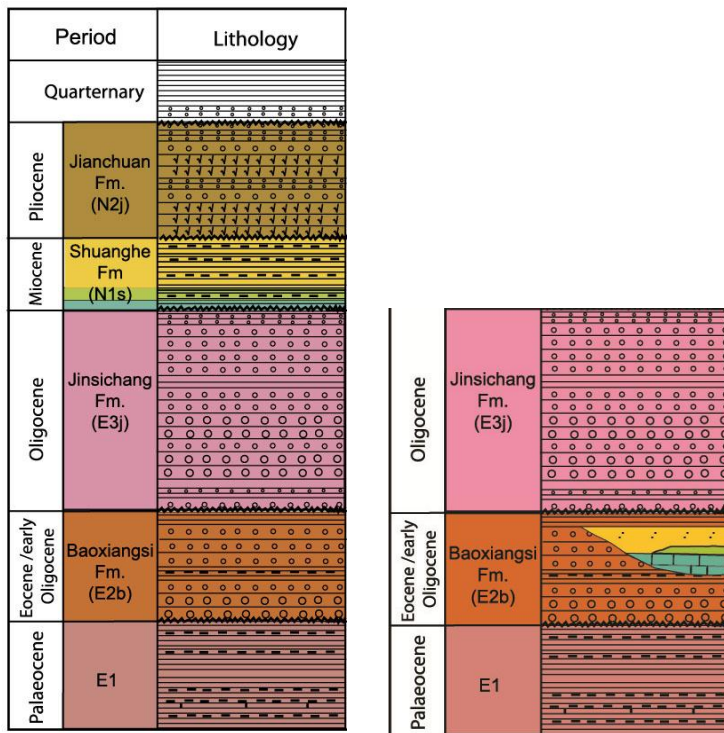 Period
Lithology
Quarternary
Pliocene
Jianchuan
Fm.
(N2j)
Miocene
Shuanghe
Fm
(N1s)
Oligocene
Jinsichang
Fm.
(E3j)
Eocene /early
Oligocene
Baoxiangsi
Fm.
(E2b)
Palaeocene
E1
Oligocene
Jinsichang
Fm.
(E3j)
Eocene /early
Oligocene
Baoxiangsi
Fm.
(E2b)
Palaeocene
E1